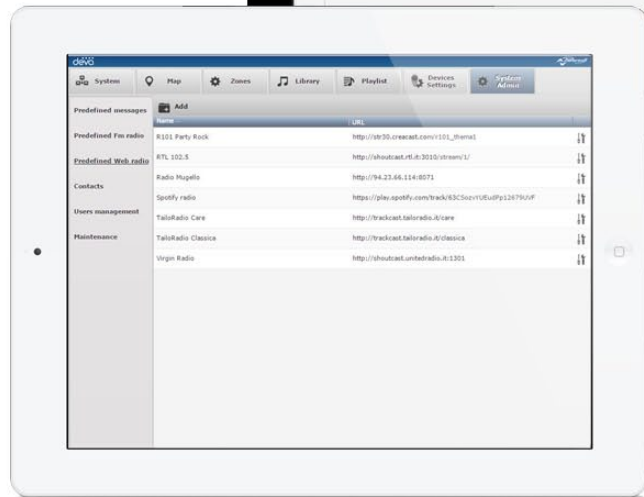 devo
System
Map
Zones
Library
Playlist
Devices
Settings
System
Admin
Predefined messages
Predefined Fm radio
Predefined Web radio
Contacts
Users management
Maintenance
Add
Name URL
R101 Party Rock http://str30.creacast.com/r101_thema1
RTL 102.5 http://shoutcast.rtl.it:3010/stream/1/
Radio Mugello http://94.23.66.114:8071
Spotify radio
TailoRadio Care http://trackcast.tailoradio.it/care
TailoRadio Classica http://trackcast.tailoradio.it/classica
Virgin Radio http://shoutcast.unitedradio.it:1301